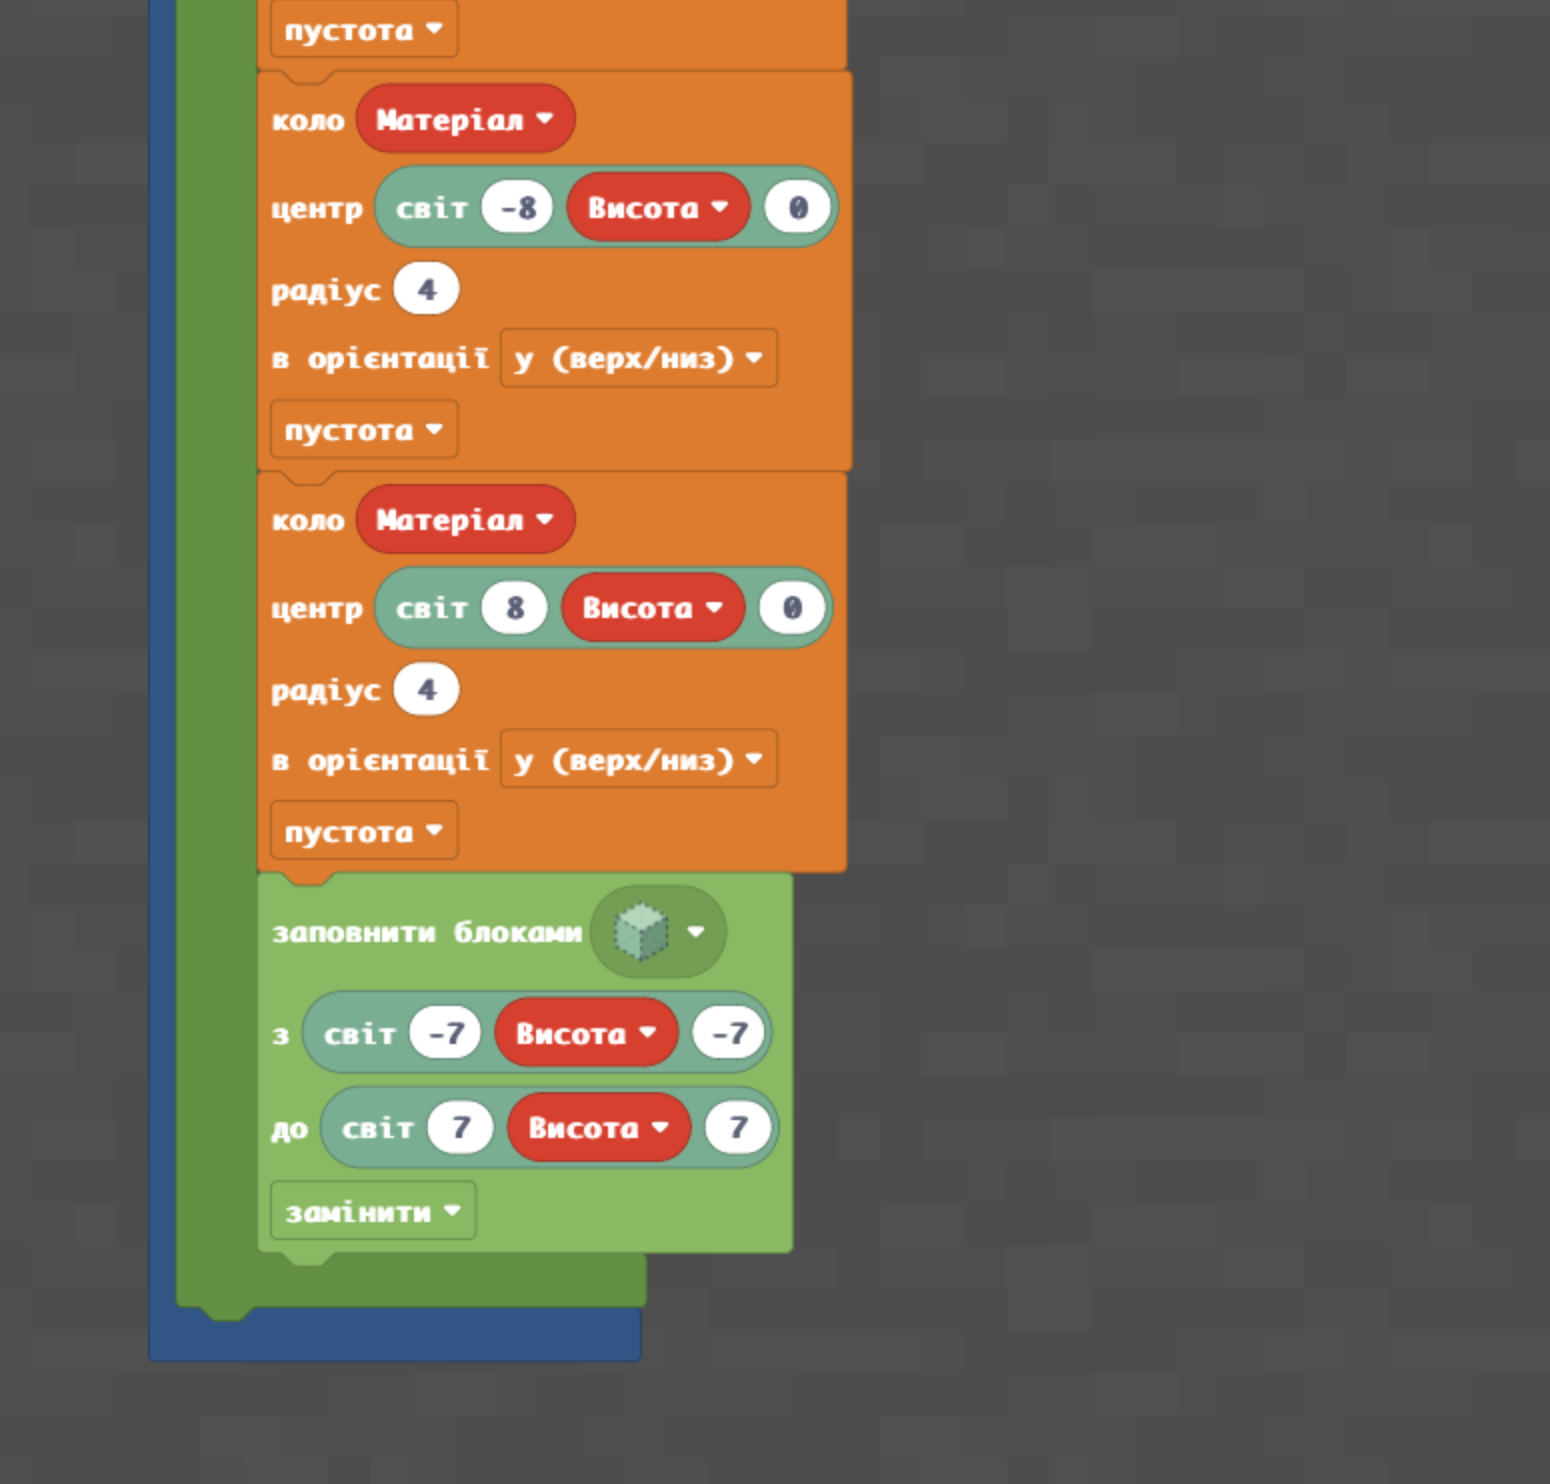 пустота
коло Матеріал
центр світ -8 Висота 0
радіус 4
в орієнтації y (верх/низ)
пустота
коло Матеріал
центр світ 8 Висота 0
радіус 4
в орієнтації y (верх/низ)
пустота
заповнити блоками
з світ -7 Висота -7
до світ 7 Висота 7
замінити